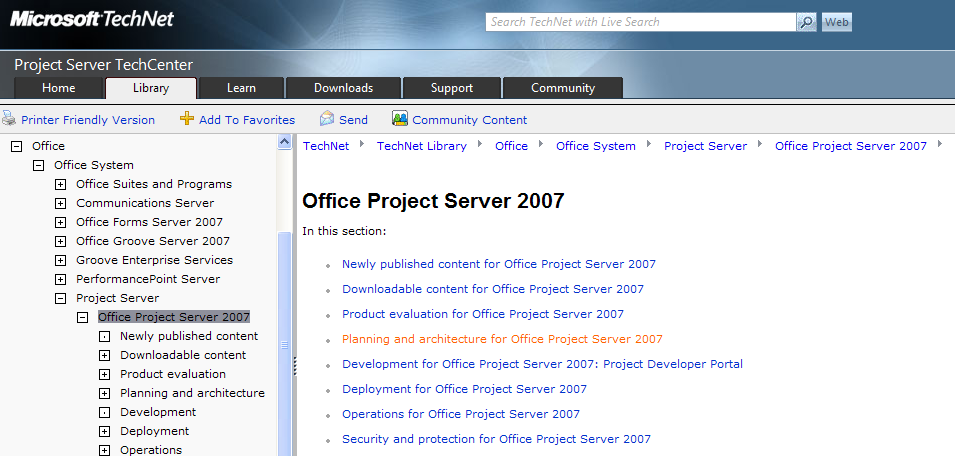 Microsoft TechNet
Search TechNet with Live Search
Web
Project Server TechCenter
Home Library Learn Downloads Support Community
Printer Friendly Version Add To Favorites Send Community Content
Office
Office System
Office Suites and Programs
Communications Server
Office Forms Server 2007
Office Groove Server 2007
Groove Enterprise Services
PerformancePoint Server
Project Server
Office Project Server 2007
Newly published content
Downloadable content
Product evaluation
Planning and architecture
Development
Deployment
Operations
TechNet TechNet Library Office Office System Project Server Office Project Server 2007
Office Project Server 2007
In this section:
Newly published content for Office Project Server 2007
Downloadable content for Office Project Server 2007
Product evaluation for Office Project Server 2007
Planning and architecture for Office Project Server 2007
Development for Office Project Server 2007: Project Developer Portal
Deployment for Office Project Server 2007
Operations for Office Project Server 2007
Security and protection for Office Project Server 2007